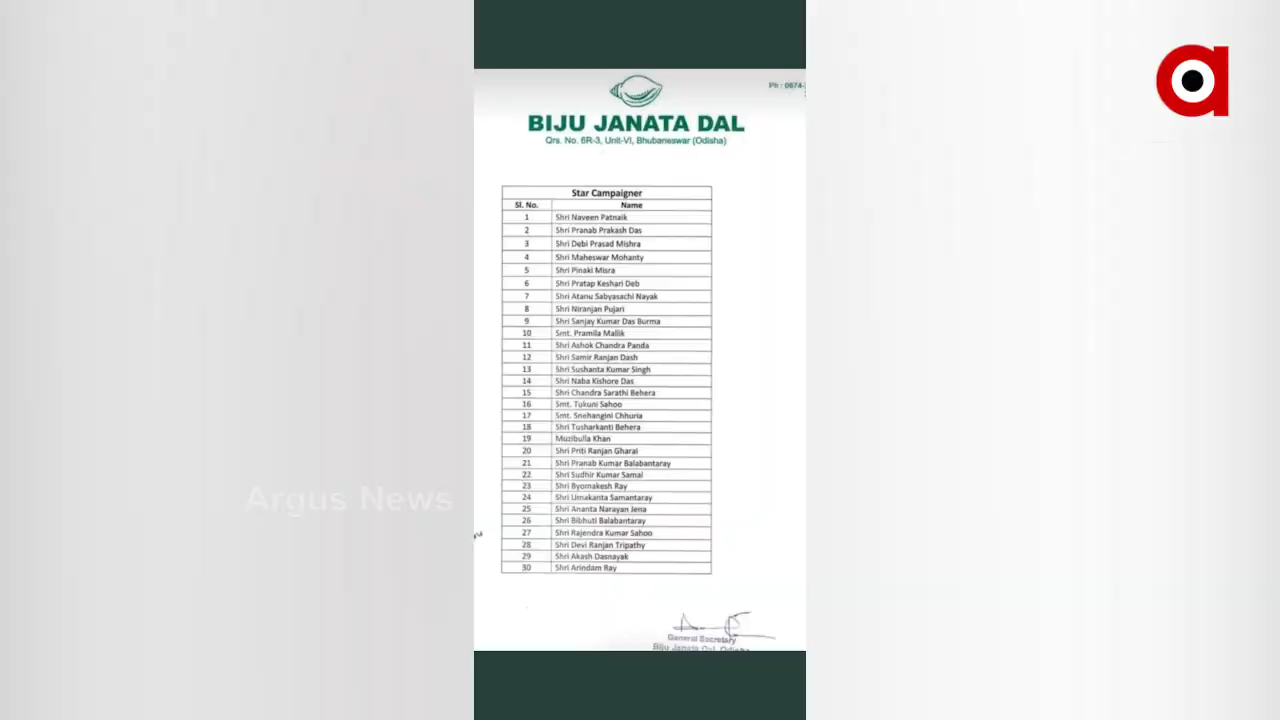 Ph : 0674-
BIJU JANATA DAL
Qrs. No. 6R-3, Unit-VI, Bhubaneswar (Odisha)
Star Campaigner
Sl. No. Name
1 Shri Naveen Patnaik
2 Shri Pranab Prakash Das
3 Shri Debi Prasad Mishra
4 Shri Maheswar Mohanty
5 Shri Pinaki Misra
6 Shri Pratap Keshari Deb
7 Shri Atanu Sabyasachi Nayak
8 Shri Niranjan Pujari
9 Shri Sanjay Kumar Das Burma
10 Smt. Pramila Mallik
11 Shri Ashok Chandra Panda
12 Shri Samir Ranjan Dash
13 Shri Sushanta Kumar Singh
14 Shri Naba Kishore Das
15 Shri Chandra Sarathi Behera
16 Smt. Tukuni Sahoo
17 Smt. Snehangini Chhuria
18 Shri Tusharkanti Behera
19 Muzibulla Khan
20 Shri Priti Ranjan Gharai
21 Shri Pranab Kumar Balabantaray
22 Shri Sudhir Kumar Samal
23 Shri Byomakesh Ray
24 Shri Umakanta Samantaray
25 Shri Ananta Narayan Jena
26 Shri Bibhuti Balabantaray
27 Shri Rajendra Kumar Sahoo
28 Shri Devi Ranjan Tripathy
29 Shri Akash Dasnayak
30 Shri Arindam Ray
General Secretary
Biju Janata Dal, Odisha
Argus News